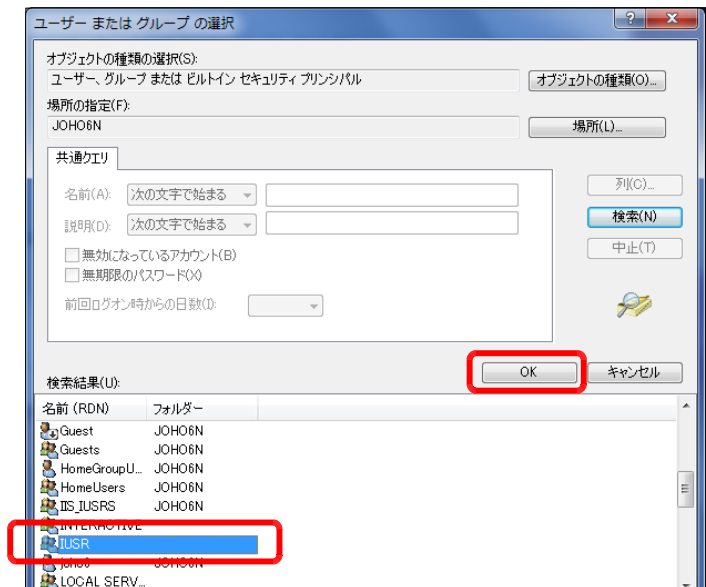 ユーザー または グループ の選択
オブジェクトの種類の選択(S):
ユーザー、グループ または ビルトイン セキュリティ プリンシパル
オブジェクトの種類(O)...
場所の指定(F):
JOHO6N
場所(L)...
共通クエリ
名前(A):
次の文字で始まる
列(C)...
説明(D):
次の文字で始まる
検索(N)
無効になっているアカウント(B)
中止(T)
無期限のパスワード(X)
前回ログオン時からの日数(I):
OK
キャンセル
検索結果(U):
名前 (RDN) フォルダー
Guest JOHO6N
Guests JOHO6N
HomeGroupU... JOHO6N
HomeUsers JOHO6N
IIS_IUSRS JOHO6N
INTERACTIVE
IUSR
joho6 JOHO6N
LOCAL SERV...